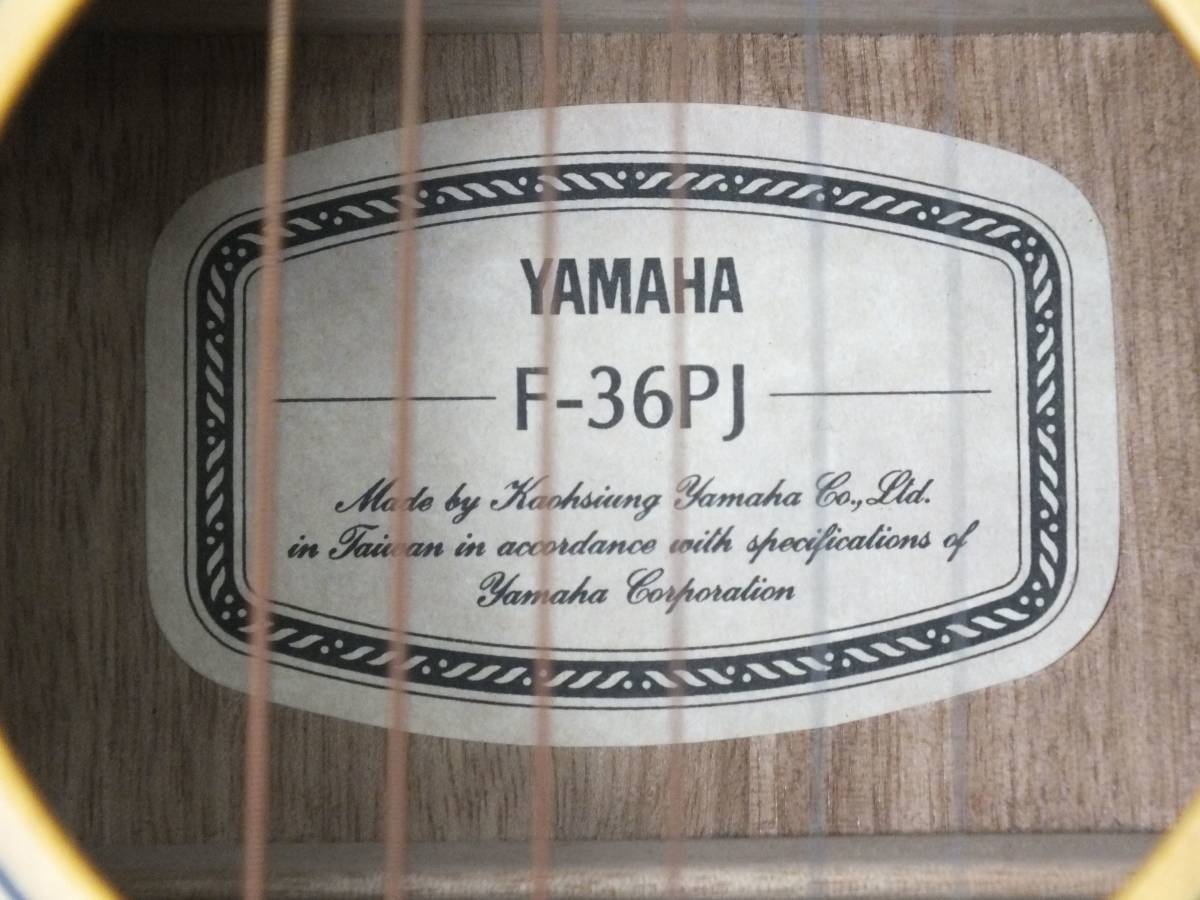 YAMAHA
F-36PJ
Made by Kaohsiung Yamaha Co., Ltd.
in Taiwan in accordance with specifications of
Yamaha Corporation